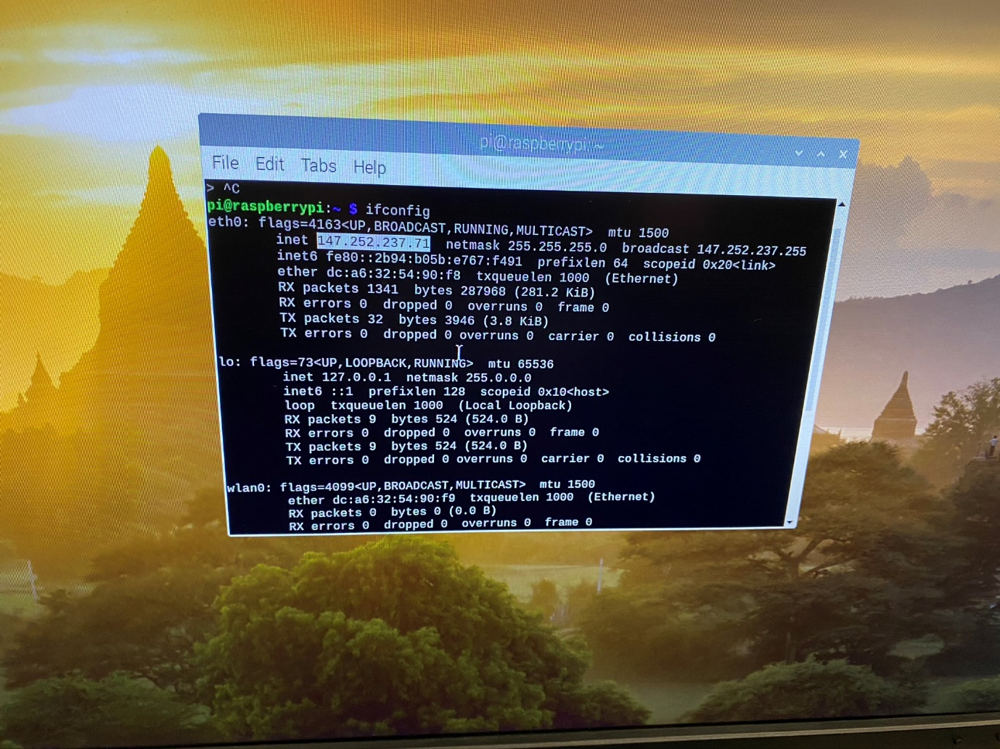 pi@raspberrypi: ~
File Edit Tabs Help
> ^C
pi@raspberrypi:~ $ ifconfig
eth0: flags=4163<UP,BROADCAST,RUNNING,MULTICAST>  mtu 1500
inet 147.252.237.71  netmask 255.255.255.0  broadcast 147.252.237.255
inet6 fe80::2b94:b05b:e767:f491  prefixlen 64  scopeid 0x20<link>
ether dc:a6:32:54:90:f8  txqueuelen 1000  (Ethernet)
RX packets 1341  bytes 287968 (281.2 KiB)
RX errors 0  dropped 0  overruns 0  frame 0
TX packets 32  bytes 3946 (3.8 KiB)
TX errors 0  dropped 0 overruns 0  carrier 0  collisions 0
lo: flags=73<UP,LOOPBACK,RUNNING>  mtu 65536
inet 127.0.0.1  netmask 255.0.0.0
inet6 ::1  prefixlen 128  scopeid 0x10<host>
loop  txqueuelen 1000  (Local Loopback)
RX packets 9  bytes 524 (524.0 B)
RX errors 0  dropped 0  overruns 0  frame 0
TX packets 9  bytes 524 (524.0 B)
TX errors 0  dropped 0 overruns 0  carrier 0  collisions 0
wlan0: flags=4099<UP,BROADCAST,MULTICAST>  mtu 1500
ether dc:a6:32:54:90:f9  txqueuelen 1000  (Ethernet)
RX packets 0  bytes 0 (0.0 B)
RX errors 0  dropped 0  overruns 0  frame 0